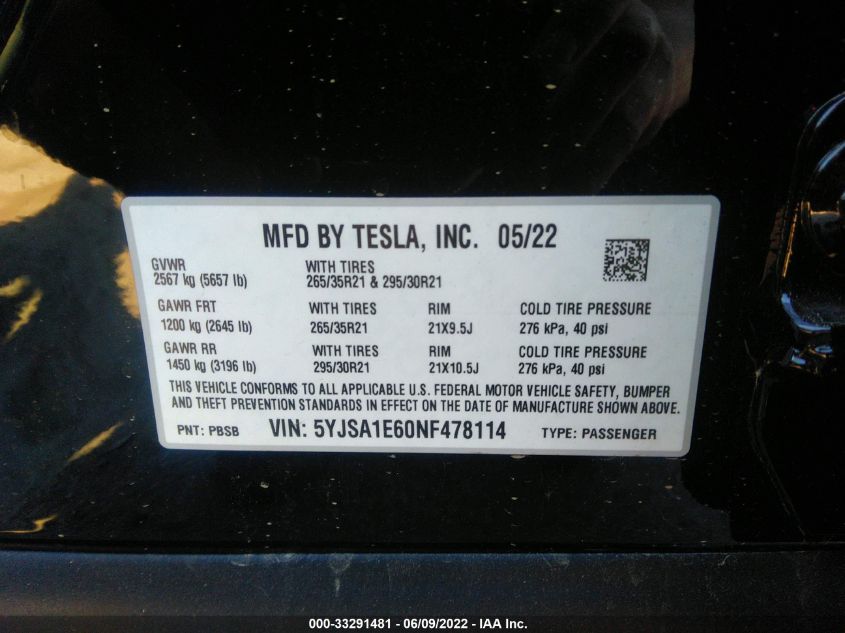 MFD BY TESLA, INC. 05/22
GVWR WITH TIRES
2567 kg (5657 lb) 265/35R21 & 295/30R21
GAWR FRT WITH TIRES RIM COLD TIRE PRESSURE
1200 kg (2645 lb) 265/35R21 21X9.5J 276 kPa, 40 psi
GAWR RR WITH TIRES RIM COLD TIRE PRESSURE
1450 kg (3196 lb) 295/30R21 21X10.5J 276 kPa, 40 psi
THIS VEHICLE CONFORMS TO ALL APPLICABLE U.S. FEDERAL MOTOR VEHICLE SAFETY, BUMPER
AND THEFT PREVENTION STANDARDS IN EFFECT ON THE DATE OF MANUFACTURE SHOWN ABOVE.
PNT: PBSB VIN: 5YJSA1E60NF478114 TYPE: PASSENGER
000-33291481 - 06/09/2022 - IAA Inc.